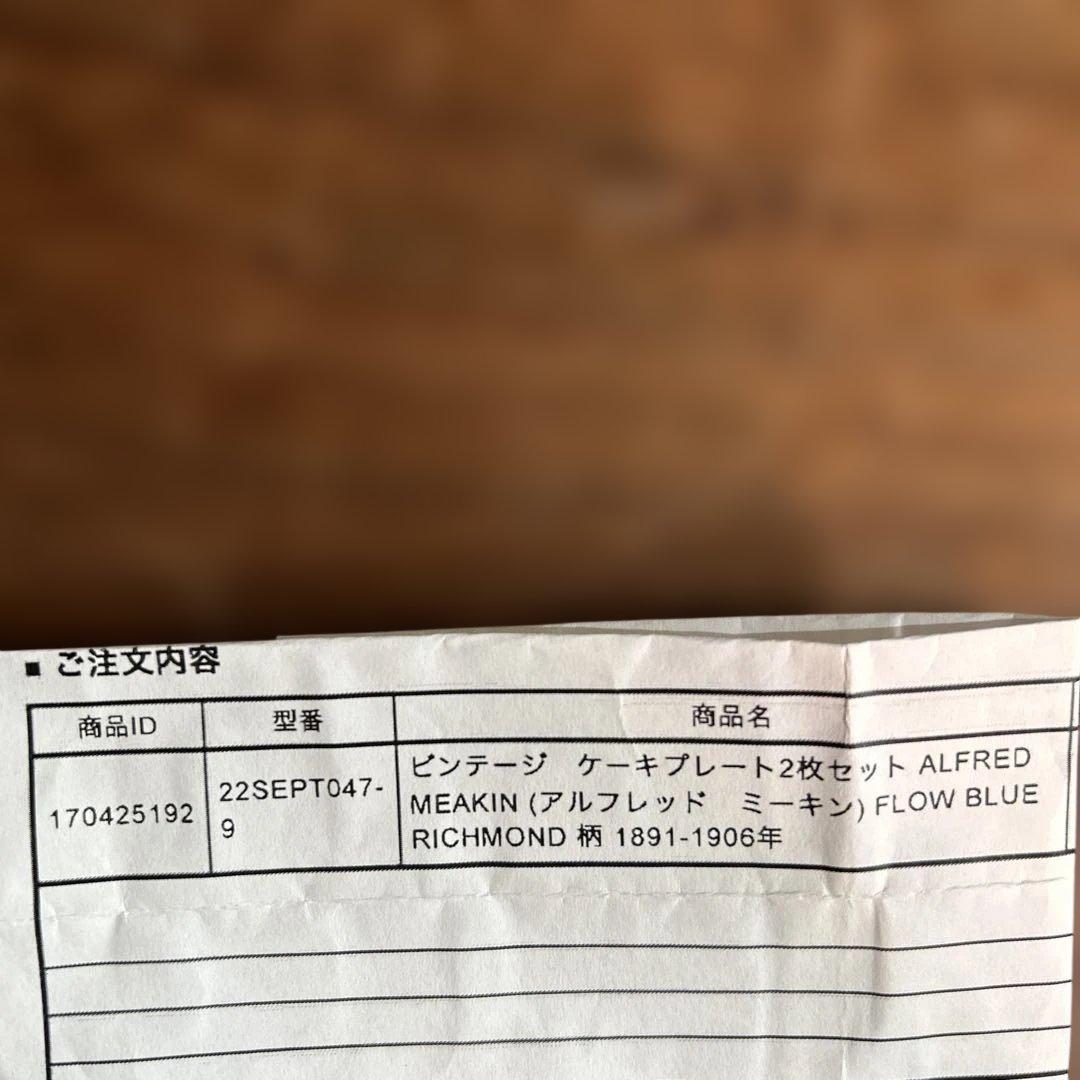 ■ ご注文内容
商品ID 型番 商品名
170425192
22SEPT047-
9
ビンテージ　ケーキプレート2枚セット ALFRED
MEAKIN (アルフレッド　ミーキン) FLOW BLUE
RICHMOND 柄 1891-1906年